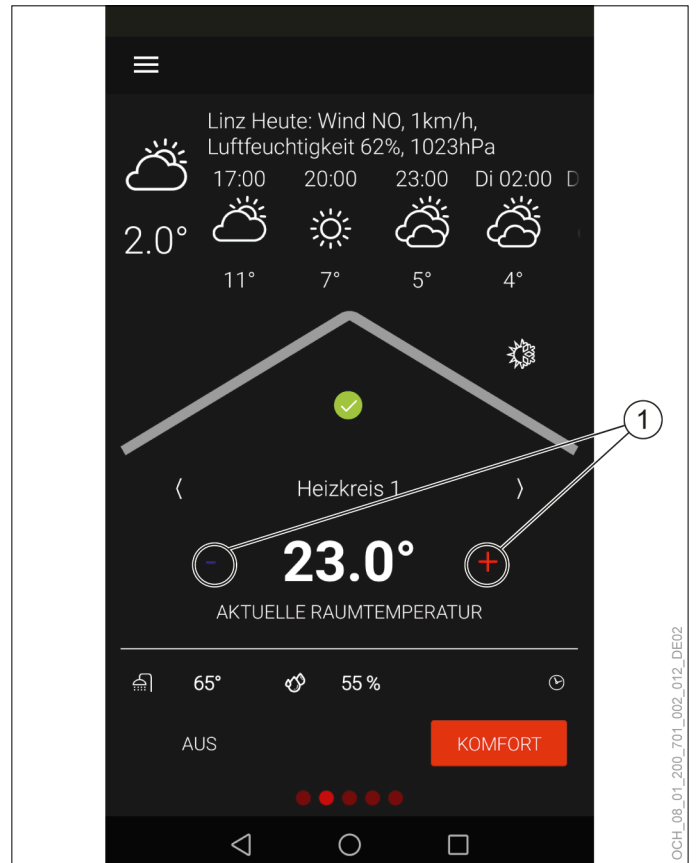 Linz Heute: Wind NO, 1km/h,
Luftfeuchtigkeit 62%, 1023hPa
17:00 20:00 23:00 Di 02:00 D
2.0°
11° 7° 5° 4°
1
Heizkreis 1
- 23.0° +
AKTUELLE RAUMTEMPERATUR
65° 55 %
AUS KOMFORT
OCH_08_01_200_701_002_012_DE02